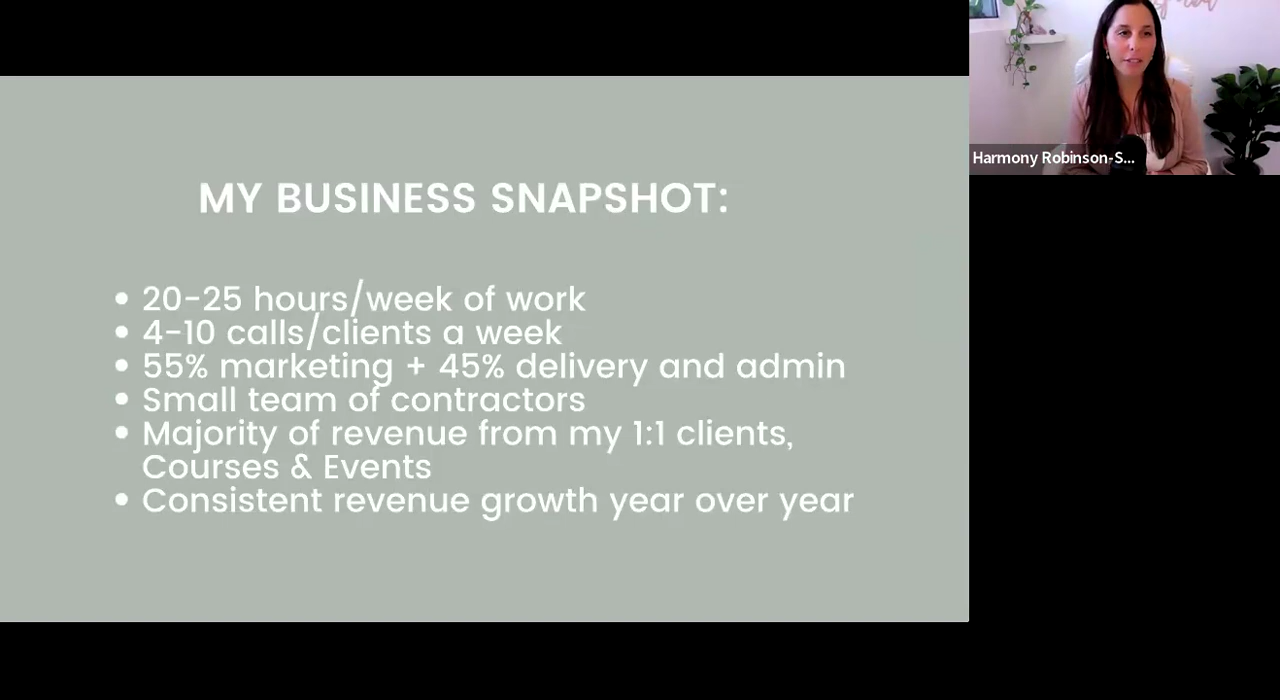 MY BUSINESS SNAPSHOT:
• 20-25 hours/week of work
• 4-10 calls/clients a week
• 55% marketing + 45% delivery and admin
• Small team of contractors
• Majority of revenue from my 1:1 clients,
Courses & Events
• Consistent revenue growth year over year
Harmony Robinson-S...